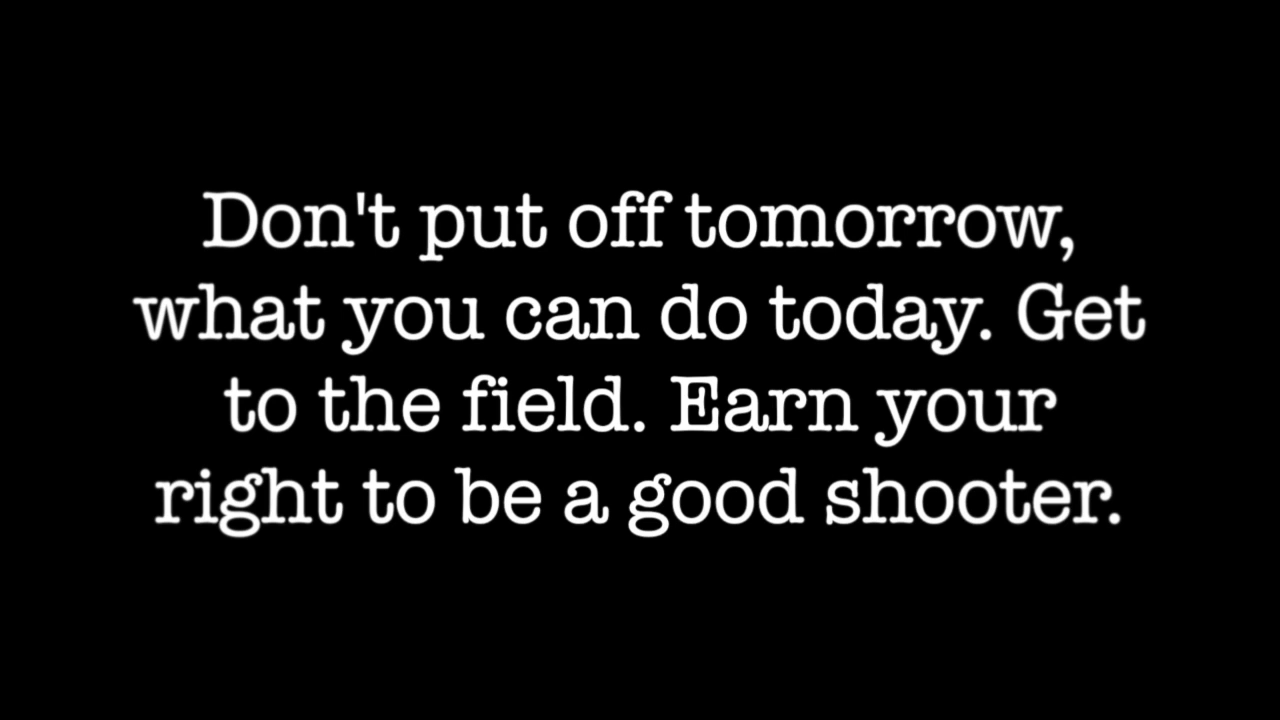 Don't put off tomorrow,
what you can do today. Get
to the field. Earn your
right to be a good shooter.